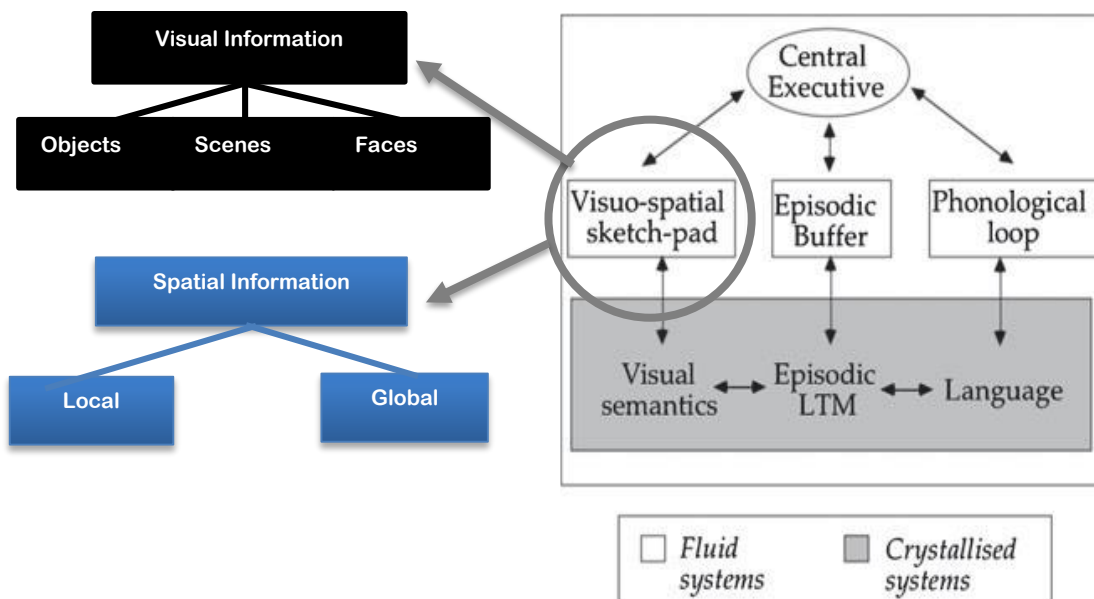 Visual Information
Objects Scenes Faces
Spatial Information
Local
Global
Central
Executive
Visuo-spatial
sketch-pad
Episodic
Buffer
Phonological
loop
Visual
semantics
Episodic
LTM
Language
Fluid
systems
Crystallised
systems